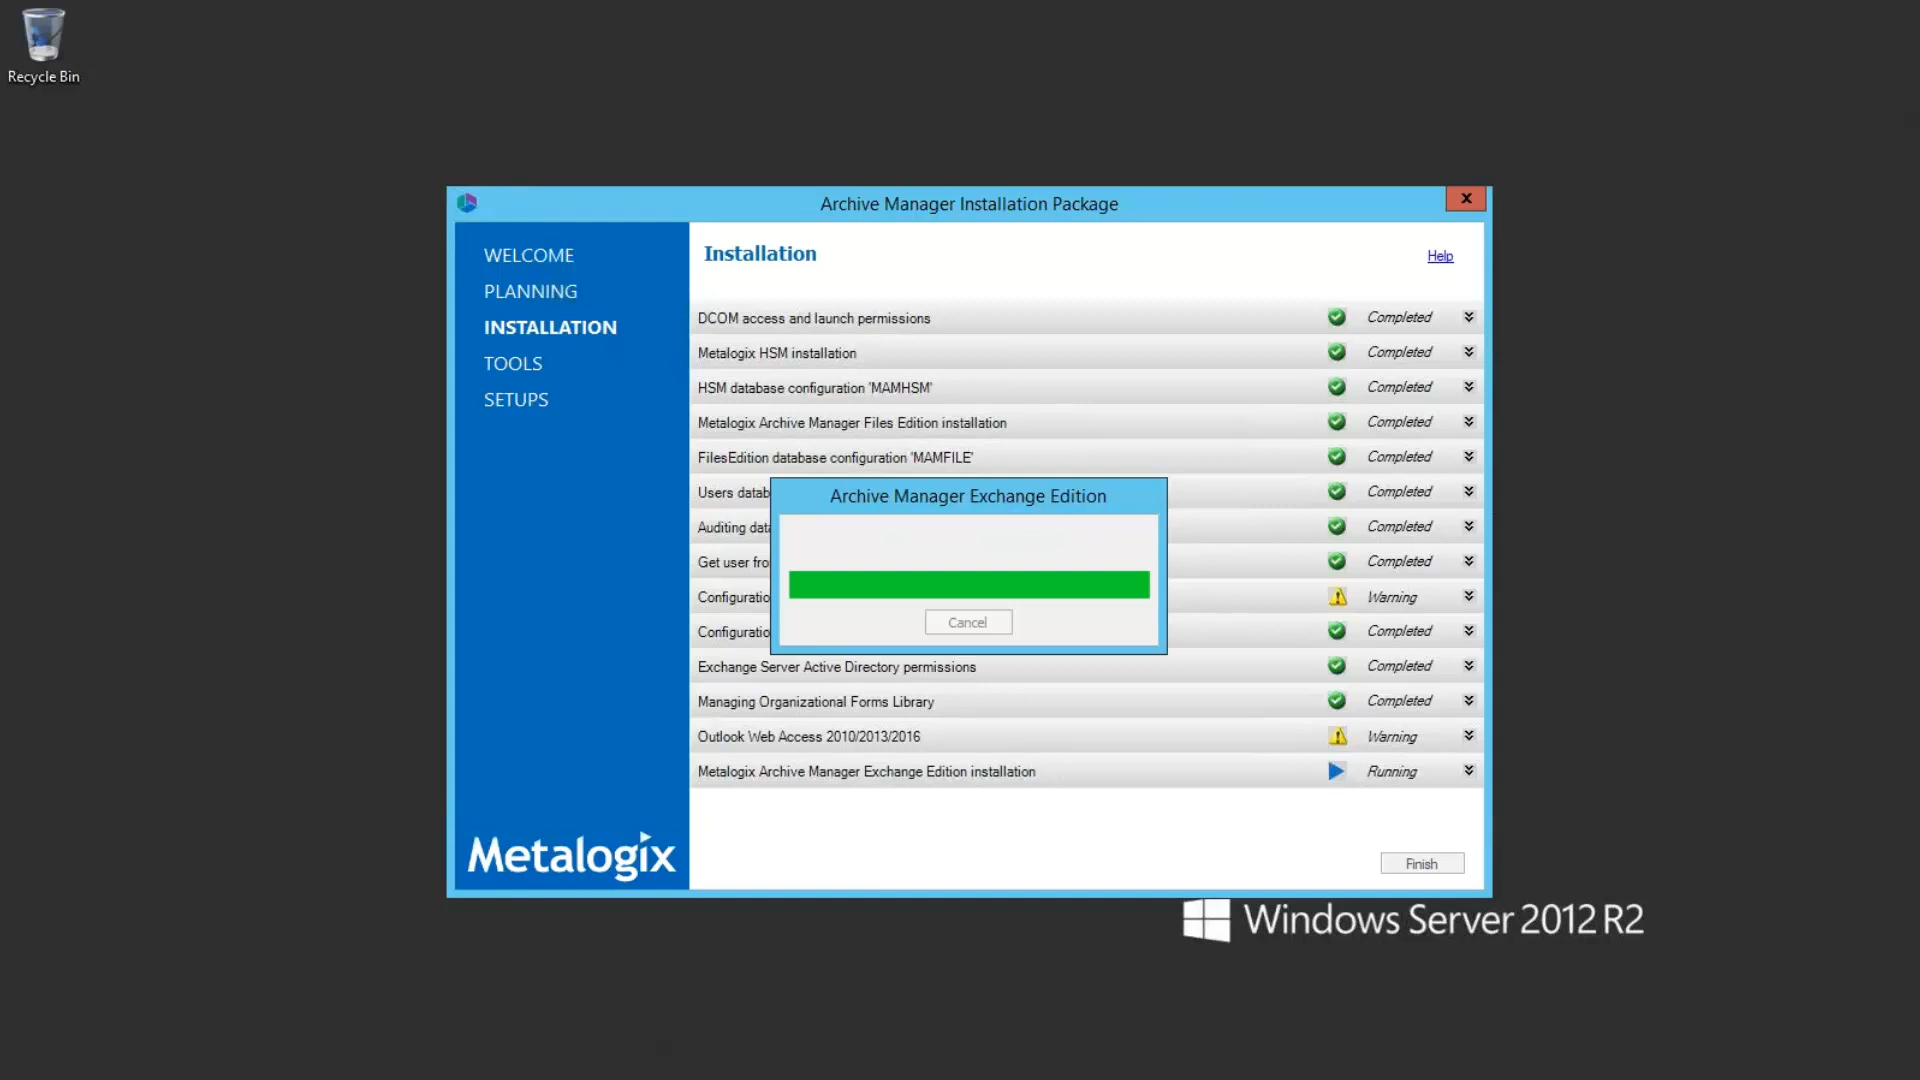 Recycle Bin
Archive Manager Installation Package
x
WELCOME
PLANNING
INSTALLATION
TOOLS
SETUPS
Installation
Help
DCOM access and launch permissions Completed
Metalogix HSM installation Completed
HSM database configuration 'MAMHSM' Completed
Metalogix Archive Manager Files Edition installation Completed
FilesEdition database configuration 'MAMFILE' Completed
Users datab Completed
Auditing data Completed
Get user fro Completed
Configuratio Warning
Configuratio Completed
Exchange Server Active Directory permissions Completed
Managing Organizational Forms Library Completed
Outlook Web Access 2010/2013/2016 Warning
Metalogix Archive Manager Exchange Edition installation Running
Archive Manager Exchange Edition
Cancel
Metalogix
Finish
Windows Server 2012 R2